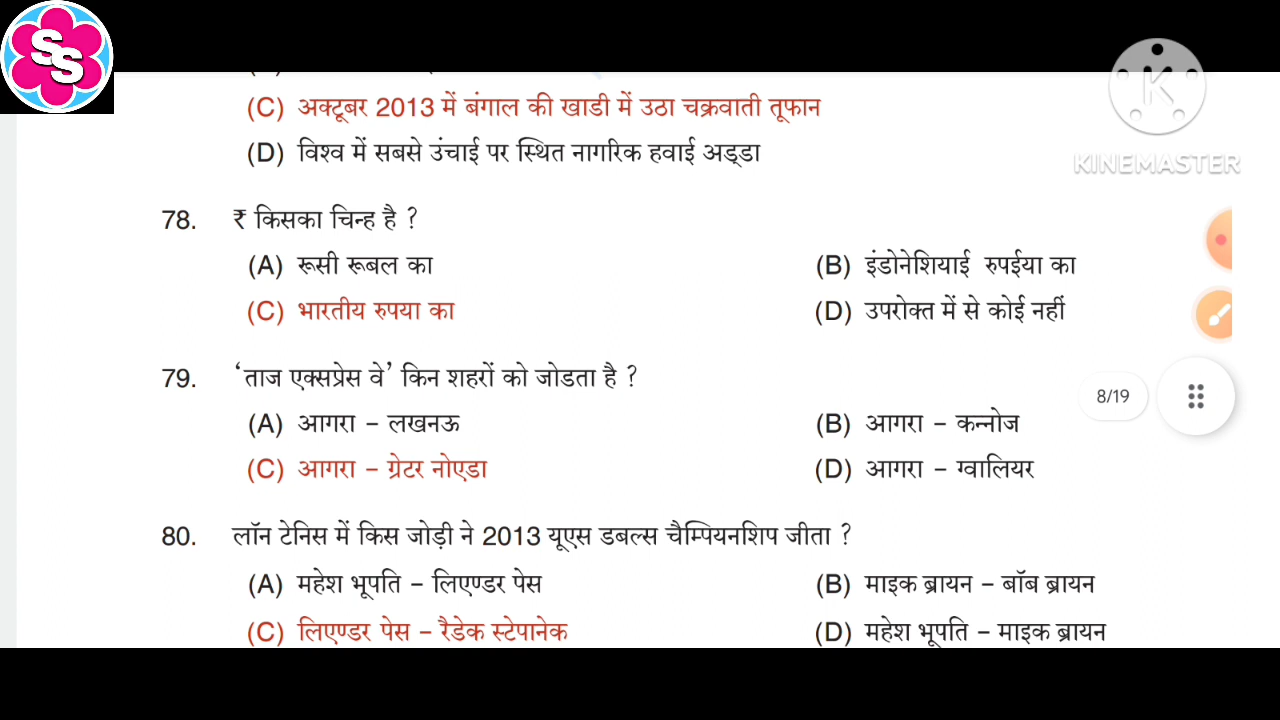 SS
(C) अक्टूबर 2013 में बंगाल की खाडी में उठा चक्रवाती तूफान
(D) विश्व में सबसे उंचाई पर स्थित नागरिक हवाई अड्डा
K
KINEMASTER
78. ₹ किसका चिन्ह है ?
(A) रूसी रूबल का (B) इंडोनेशियाई रुपईया का
(C) भारतीय रुपया का (D) उपरोक्त में से कोई नहीं
79. ‘ताज एक्सप्रेस वे’ किन शहरों को जोडता है ?
8/19
(A) आगरा – लखनऊ (B) आगरा – कन्नोज
(C) आगरा – ग्रेटर नोएडा (D) आगरा – ग्वालियर
80. लॉन टेनिस में किस जोड़ी ने 2013 यूएस डबल्स चैम्पियनशिप जीता ?
(A) महेश भूपति – लिएण्डर पेस (B) माइक ब्रायन – बॉब ब्रायन
(C) लिएण्डर पेस – रैडेक स्टेपानेक (D) महेश भूपति – माइक ब्रायन